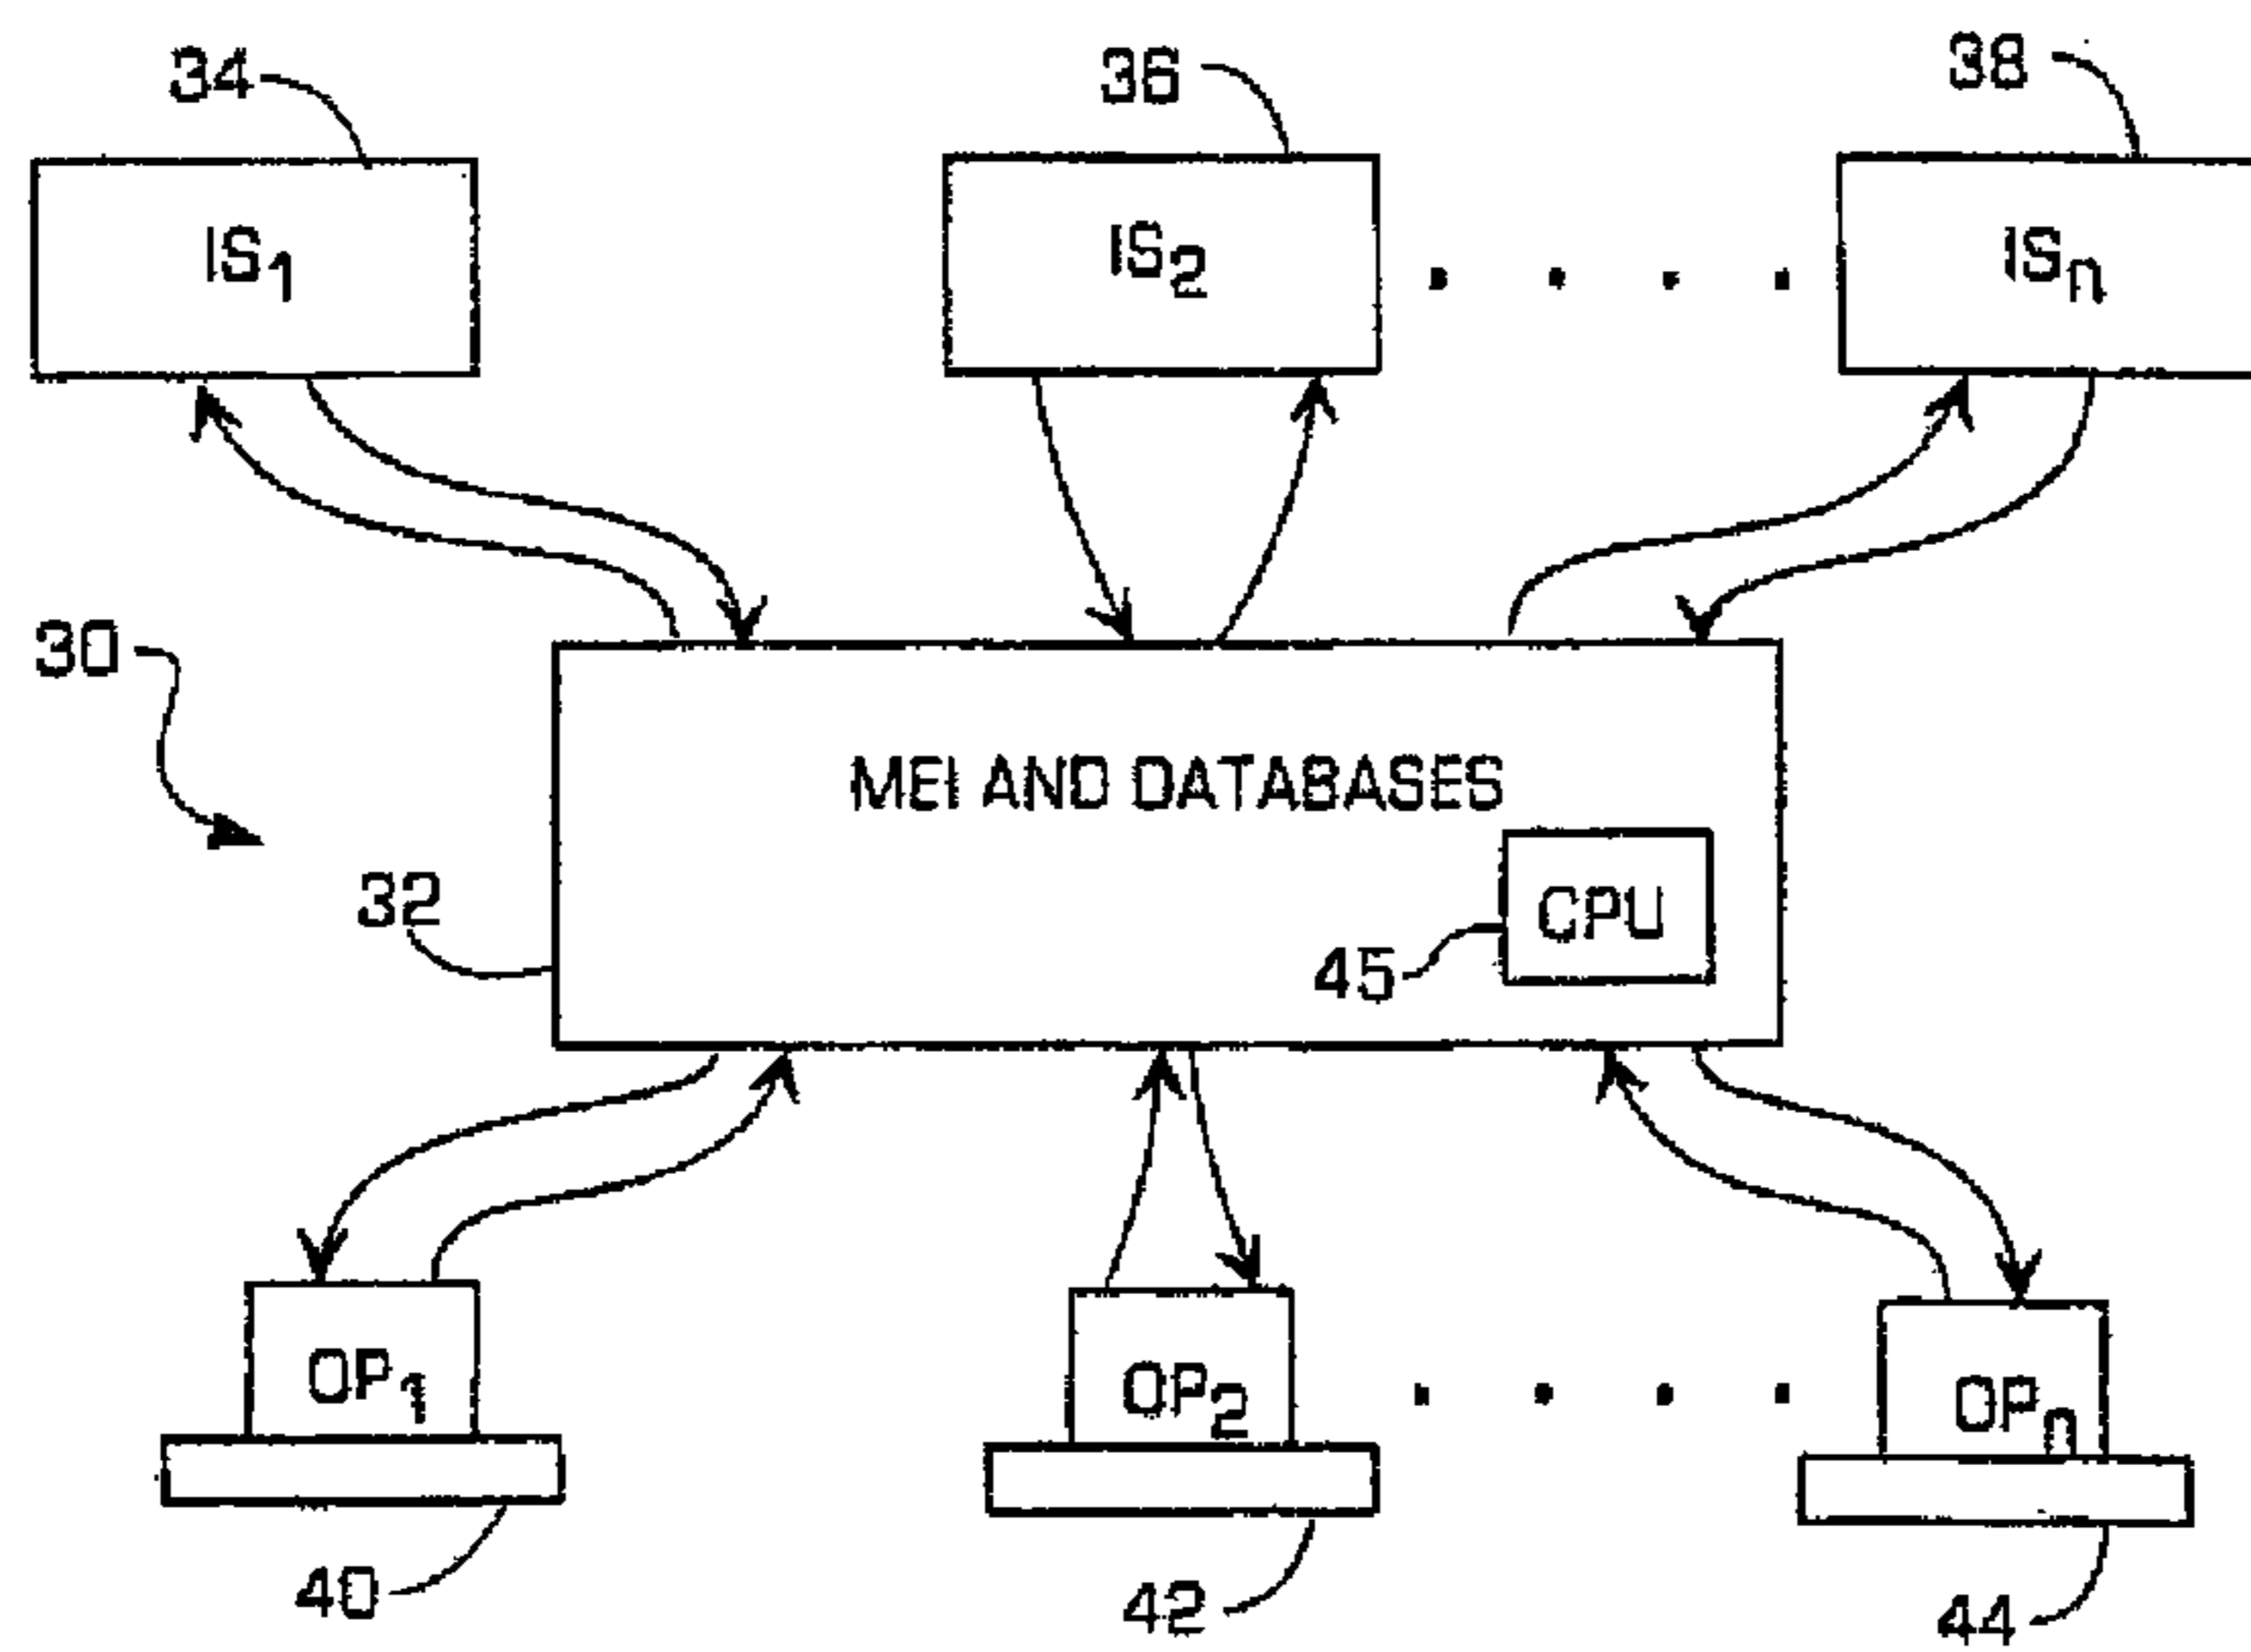 34 36 38
IS1 IS2 . . . . ISn
30
MEI AND DATABASES
32
CPU
45
OP1 OP2 . . . . OPn
40 42 44